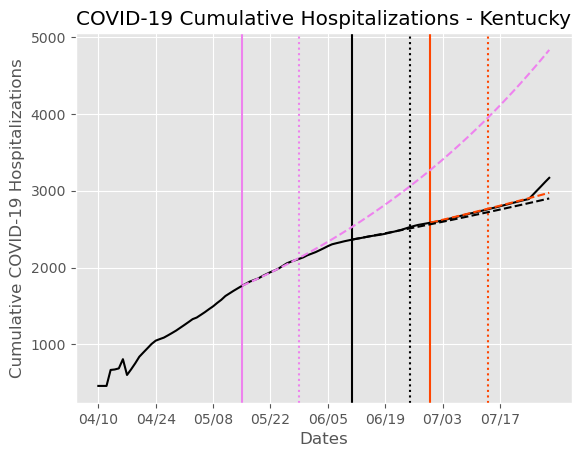 COVID-19 Cumulative Hospitalizations - Kentucky
Cumulative COVID-19 Hospitalizations
5000
4000
3000
2000
1000
04/10 04/24 05/08 05/22 06/05 06/19 07/03 07/17
Dates